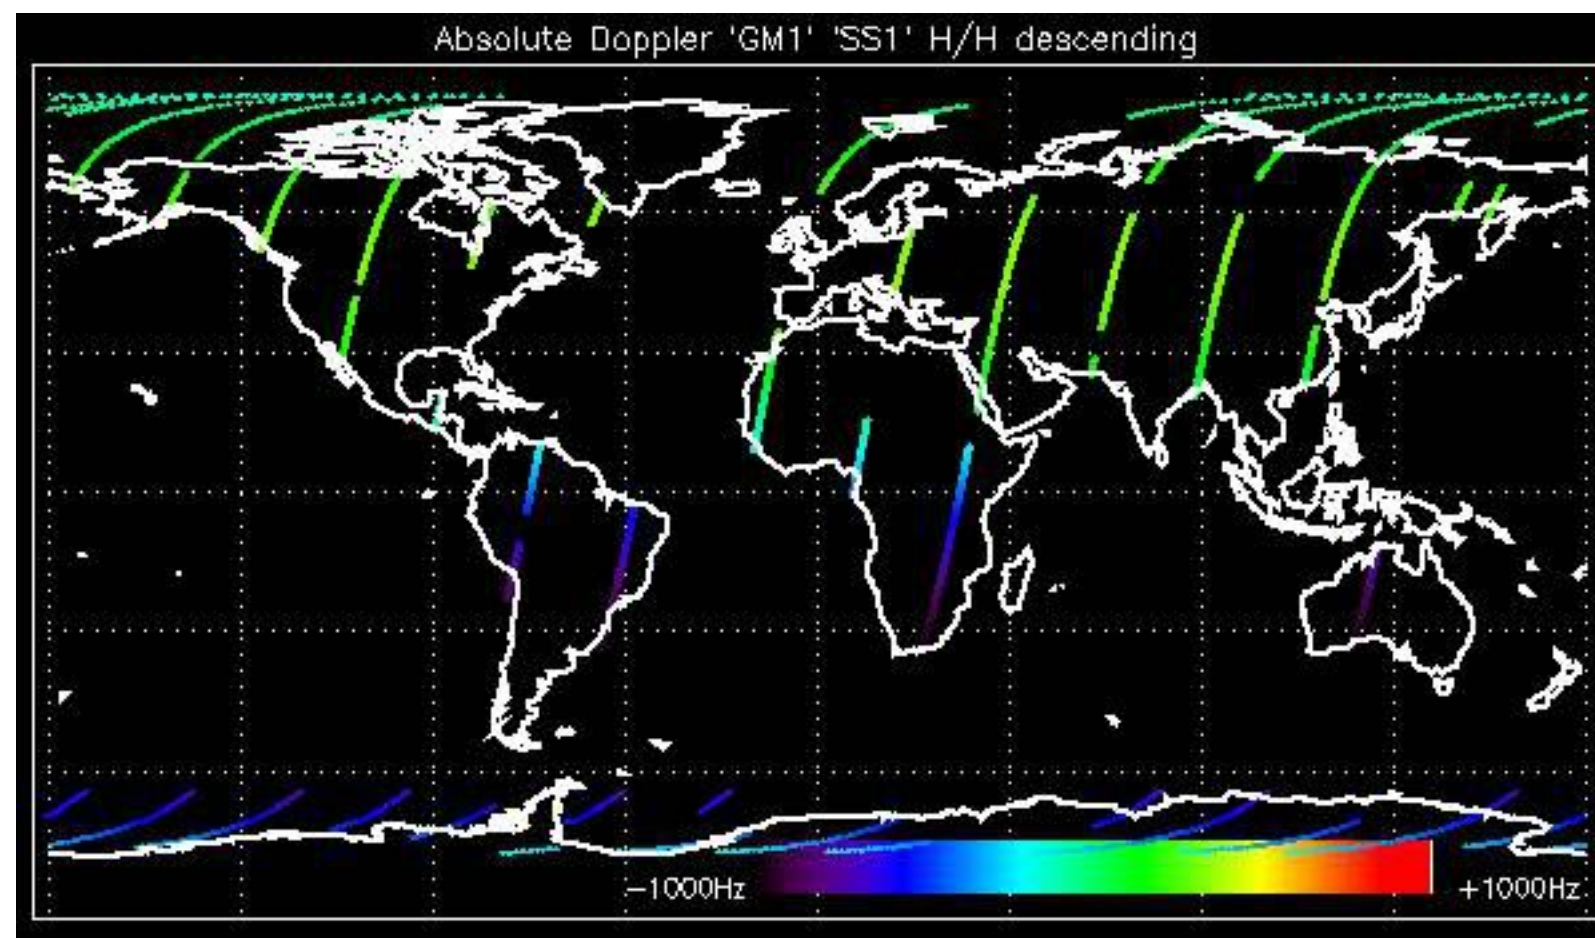 Absolute Doppler 'GM1' 'SS1' H/H descending
−1000Hz
+1000Hz